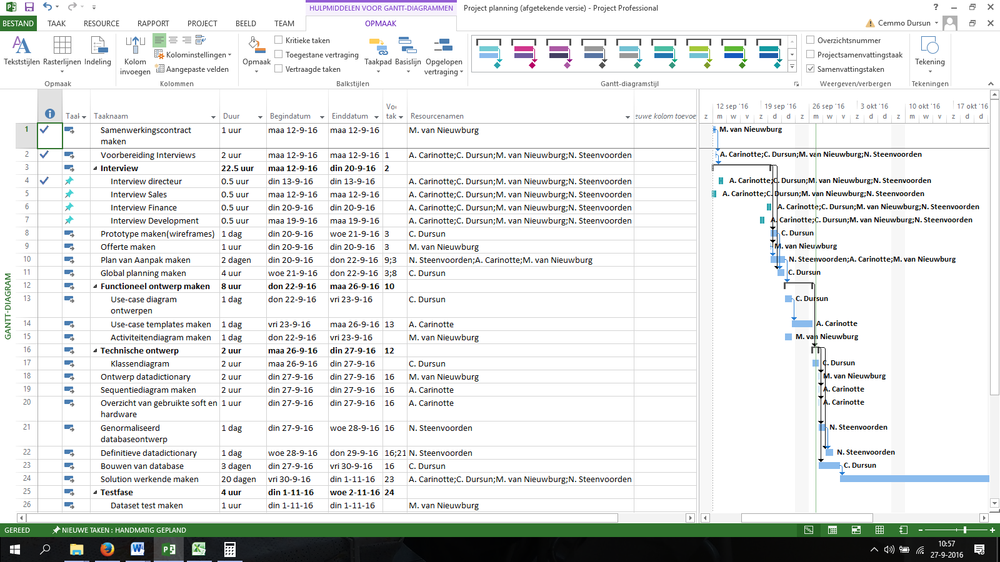 HULPMIDDELEN VOOR GANTT-DIAGRAMMEN Project planning (afgetekende versie) - Project Professional
BESTAND TAAK RESOURCE RAPPORT PROJECT BEELD TEAM OPMAAK Cemmo Dursun
Tekststijlen Rasterlijnen Indeling
Opmaak
Kolom invoegen
Kolominstellingen
Aangepaste velden
Kolommen
Opmaak
Kritieke taken
Toegestane vertraging
Vertraagde taken
Taakpad Basislijn Opgelopen vertraging
Balkstijlen
Gantt-diagramstijl
Overzichtsnummer
Projectsamenvattingstaak
Samenvattingstaken
Weergeven/verbergen
Tekening
Tekeningen
Taal Taaknaam Duur Begindatum Einddatum Vo tak Resourcenamen euwe kolom toevoe
12 sep '16 19 sep '16 26 sep '16 3 okt '16 10 okt '16 17 okt '16
z m w v z d d z m w v z d d z m w v z d d
1 Samenwerkingscontract maken 1 uur maa 12-9-16 maa 12-9-16 M. van Nieuwburg
2 Voorbereiding Interviews 2 uur maa 12-9-16 maa 12-9-16 1 A. Carinotte;C. Dursun;M. van Nieuwburg;N. Steenvoorden
3 Interview 22.5 uur maa 12-9-16 din 20-9-16 2
4 Interview directeur 0.5 uur din 13-9-16 din 13-9-16 A. Carinotte;C. Dursun;M. van Nieuwburg;N. Steenvoorden
5 Interview Sales 0.5 uur maa 12-9-16 maa 12-9-16 A. Carinotte;C. Dursun;M. van Nieuwburg;N. Steenvoorden
6 Interview Finance 0.5 uur din 20-9-16 din 20-9-16 A. Carinotte;C. Dursun;M. van Nieuwburg;N. Steenvoorden
7 Interview Development 0.5 uur maa 19-9-16 maa 19-9-16 A. Carinotte;C. Dursun;M. van Nieuwburg;N. Steenvoorden
8 Prototype maken(wireframes) 1 dag din 20-9-16 woe 21-9-16 3 C. Dursun
9 Offerte maken 1 uur din 20-9-16 din 20-9-16 3 M. van Nieuwburg
10 Plan van Aanpak maken 2 dagen din 20-9-16 don 22-9-16 9;3 N. Steenvoorden;A. Carinotte;M. van Nieuwburg
11 Global planning maken 4 uur woe 21-9-16 don 22-9-16 3;8 C. Dursun
12 Functioneel ontwerp maken 8 uur don 22-9-16 maa 26-9-16 10
13 Use-case diagram ontwerpen 1 dag don 22-9-16 vri 23-9-16 C. Dursun
14 Use-case templates maken 1 dag vri 23-9-16 maa 26-9-16 13 A. Carinotte
15 Activiteitendiagram maken 1 dag don 22-9-16 vri 23-9-16 M. van Nieuwburg
16 Technische ontwerp 2 uur maa 26-9-16 din 27-9-16 12
17 Klassendiagram 2 uur maa 26-9-16 din 27-9-16 C. Dursun
18 Ontwerp datadictionary 2 uur din 27-9-16 din 27-9-16 16 M. van Nieuwburg
19 Sequentiediagram maken 2 uur din 27-9-16 din 27-9-16 16 A. Carinotte
20 Overzicht van gebruikte soft en hardware 1 uur din 27-9-16 din 27-9-16 16 A. Carinotte
21 Genormaliseerd databaseontwerp 1 dag din 27-9-16 woe 28-9-16 16 N. Steenvoorden
22 Definitieve datadictionary 1 dag woe 28-9-16 don 29-9-16 16;21 N. Steenvoorden
23 Bouwen van database 3 dagen din 27-9-16 vri 30-9-16 16 C. Dursun
24 Solution werkende maken 20 dagen vri 30-9-16 din 1-11-16 23 A. Carinotte;C. Dursun;M. van Nieuwburg;N. Steenvoorden
25 Testfase 4 uur din 1-11-16 woe 2-11-16 24
26 Dataset test maken 1 uur din 1-11-16 din 1-11-16 M. van Nieuwburg
M. van Nieuwburg
A. Carinotte;C. Dursun;M. van Nieuwburg;N. Steenvoorden
A. Carinotte;C. Dursun;M. van Nieuwburg;N. Steenvoorden
A. Carinotte;C. Dursun;M. van Nieuwburg;N. Steenvoorden
A. Carinotte;C. Dursun;M. van Nieuwburg;N. Steenvoorden
A. Carinotte;C. Dursun;M. van Nieuwburg;N. Steenvoorden
C. Dursun
M. van Nieuwburg
N. Steenvoorden;A. Carinotte;M. van Nieuwburg
C. Dursun
C. Dursun
A. Carinotte
M. van Nieuwburg
C. Dursun
M. van Nieuwburg
A. Carinotte
A. Carinotte
N. Steenvoorden
N. Steenvoorden
C. Dursun
GANTT-DIAGRAM
GEREED NIEUWE TAKEN : HANDMATIG GEPLAND
10:57
27-9-2016